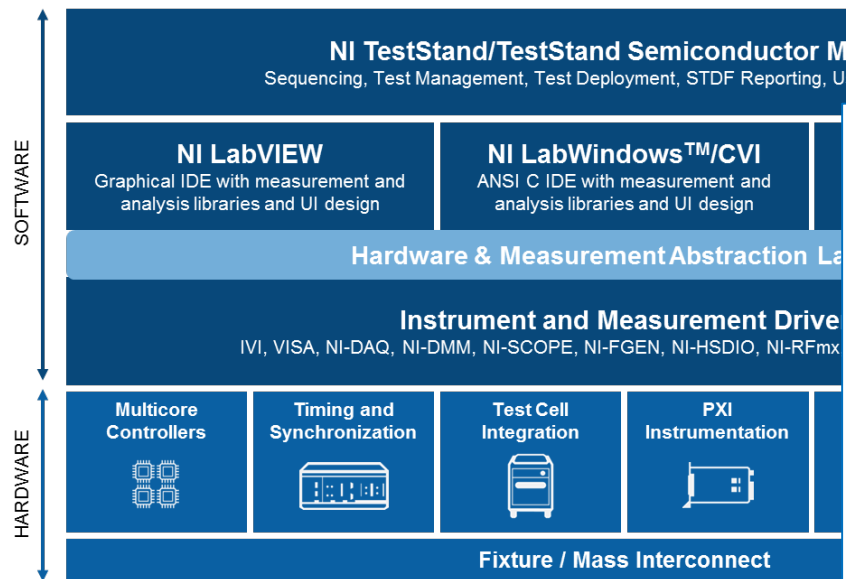 NI TestStand/TestStand Semiconductor M
Sequencing, Test Management, Test Deployment, STDF Reporting, U
SOFTWARE
NI LabVIEW
Graphical IDE with measurement and
analysis libraries and UI design
NI LabWindows™/CVI
ANSI C IDE with measurement and
analysis libraries and UI design
Hardware & Measurement Abstraction La
Instrument and Measurement Drive
IVI, VISA, NI-DAQ, NI-DMM, NI-SCOPE, NI-FGEN, NI-HSDIO, NI-RFmx
HARDWARE
Multicore
Controllers
Timing and
Synchronization
Test Cell
Integration
PXI
Instrumentation
Fixture / Mass Interconnect